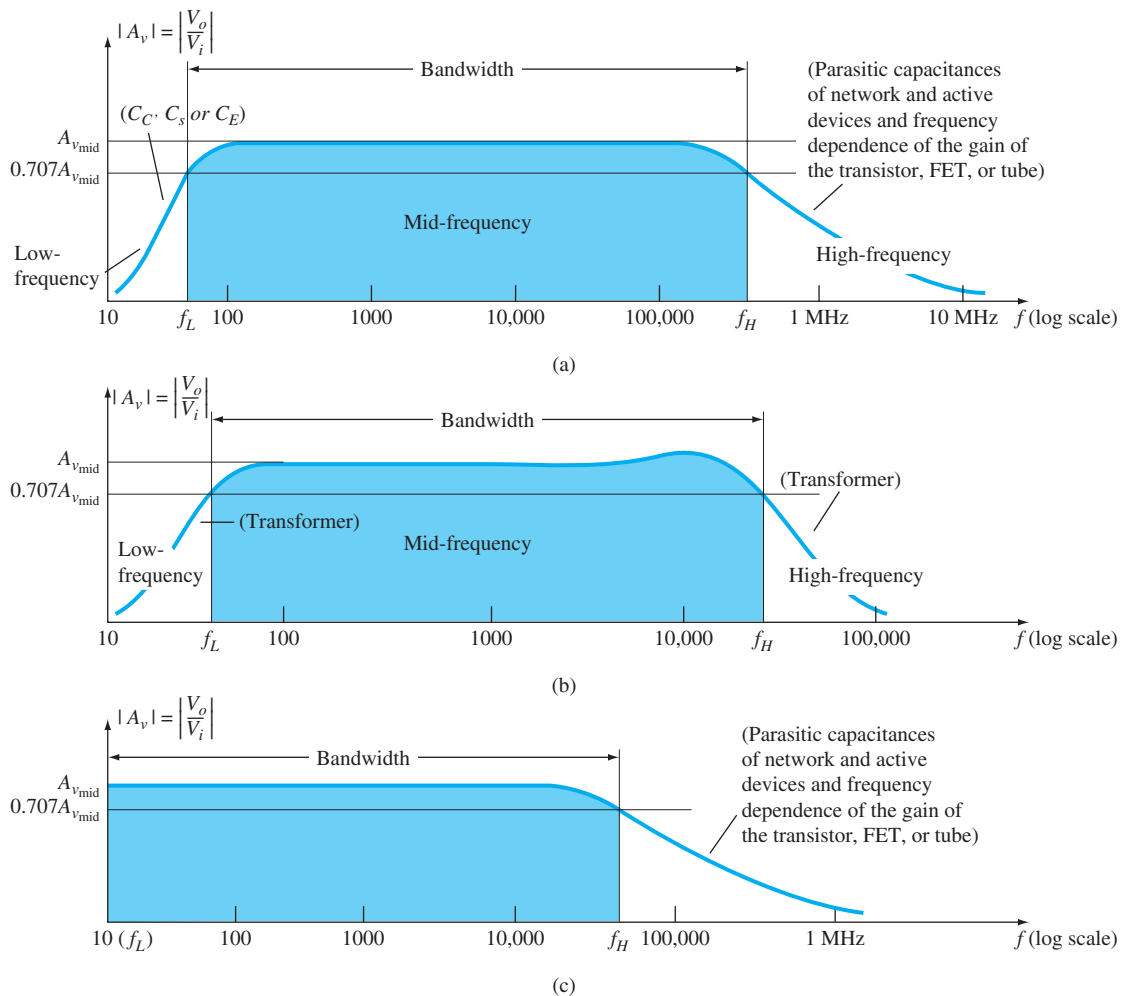 | A_v | = |V_o/V_i|
Bandwidth
(Parasitic capacitances
of network and active
devices and frequency
dependence of the gain of
the transistor, FET, or tube)
(C_C, C_s or C_E)
A_vmid
0.707A_vmid
Mid-frequency
Low-
frequency
High-frequency
10 f_L 100 1000 10,000 100,000 f_H 1 MHz 10 MHz f (log scale)
(a)
| A_v | = |V_o/V_i|
Bandwidth
A_vmid
0.707A_vmid
(Transformer)
(Transformer)
Mid-frequency
Low-
frequency
High-frequency
10 f_L 100 1000 10,000 f_H 100,000 f (log scale)
(b)
| A_v | = |V_o/V_i|
Bandwidth
(Parasitic capacitances
of network and active
devices and frequency
dependence of the gain of
the transistor, FET, or tube)
A_vmid
0.707A_vmid
10 (f_L) 100 1000 10,000 f_H 100,000 1 MHz f (log scale)
(c)